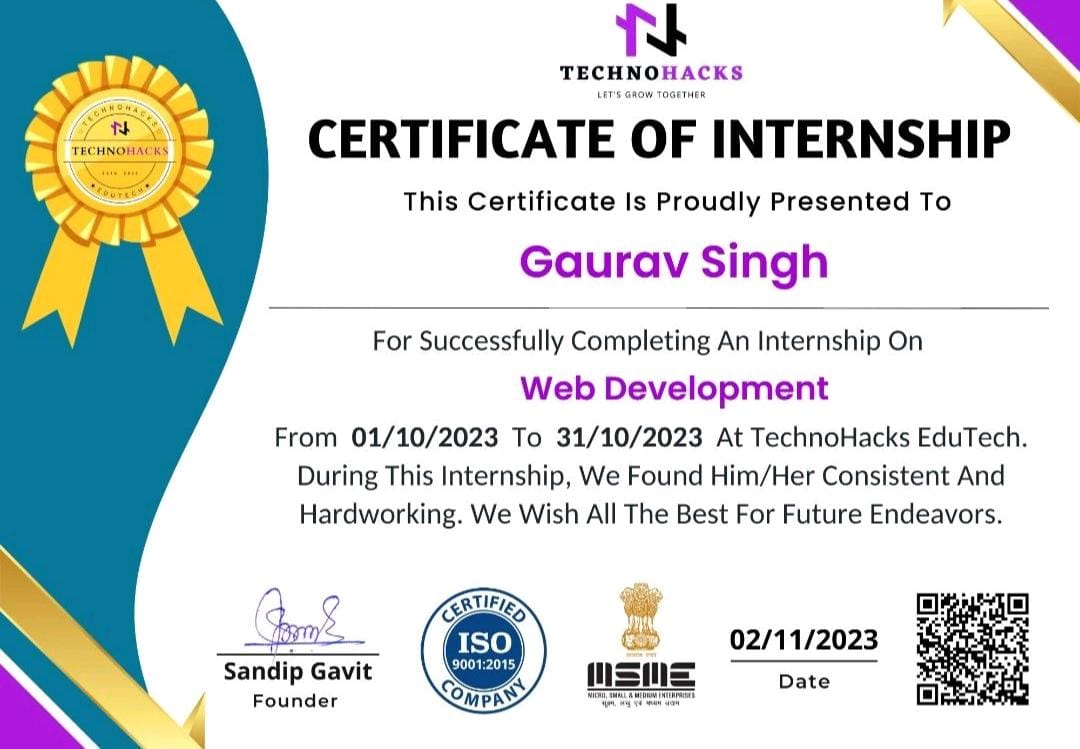 TECHNOHACKS
LET'S GROW TOGETHER
CERTIFICATE OF INTERNSHIP
This Certificate Is Proudly Presented To
Gaurav Singh
For Successfully Completing An Internship On
Web Development
From 01/10/2023 To 31/10/2023 At TechnoHacks EduTech.
During This Internship, We Found Him/Her Consistent And
Hardworking. We Wish All The Best For Future Endeavors.
TECHNOHACKS
TECHNOHACKS
EDUTECH
Sandip Gavit
Founder
CERTIFIED
ISO
9001:2015
COMPANY
MSME
MICRO, SMALL & MEDIUM ENTERPRISES
सूक्ष्म, लघु एवं मध्यम उद्यम
02/11/2023
Date